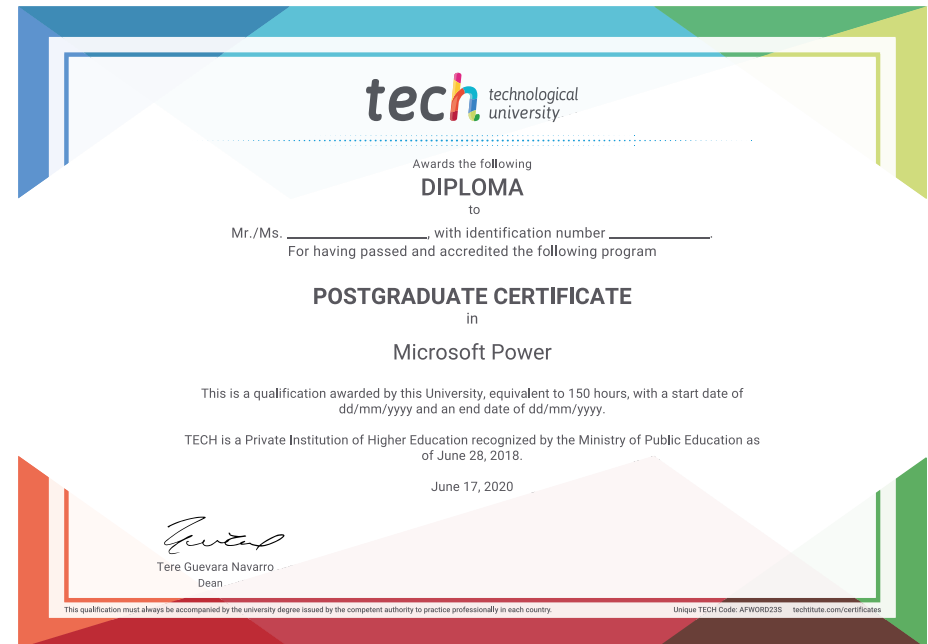 tech technological
university
Awards the following
DIPLOMA
to
Mr./Ms. ____________, with identification number _________.
For having passed and accredited the following program
POSTGRADUATE CERTIFICATE
in
Microsoft Power
This is a qualification awarded by this University, equivalent to 150 hours, with a start date of
dd/mm/yyyy and an end date of dd/mm/yyyy.
TECH is a Private Institution of Higher Education recognized by the Ministry of Public Education as
of June 28, 2018.
June 17, 2020
Tere Guevara Navarro
Dean
This qualification must always be accompanied by the university degree issued by the competent authority to practice professionally in each country.
Unique TECH Code: AFWORD23S techtitute.com/certificates